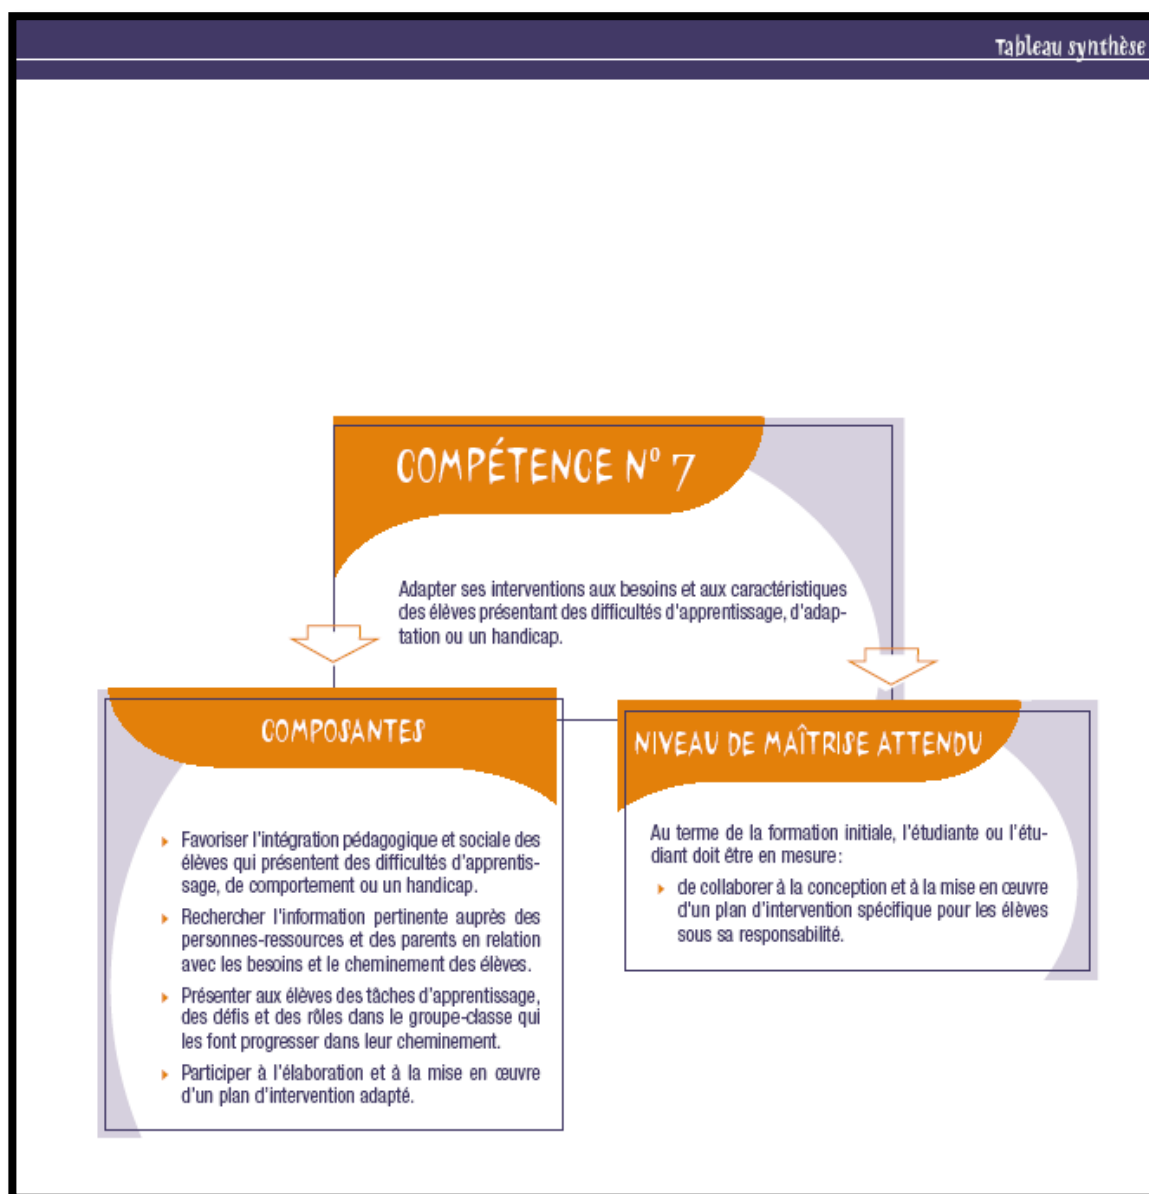 Tableau synthèse
COMPÉTENCE N° 7
Adapter ses interventions aux besoins et aux caractéristiques
des élèves présentant des difficultés d'apprentissage, d'adap-
tation ou un handicap.
COMPOSANTES
▸ Favoriser l'intégration pédagogique et sociale des
élèves qui présentent des difficultés d'apprentis-
sage, de comportement ou un handicap.
▸ Rechercher l'information pertinente auprès des
personnes-ressources et des parents en relation
avec les besoins et le cheminement des élèves.
▸ Présenter aux élèves des tâches d'apprentissage,
des défis et des rôles dans le groupe-classe qui
les font progresser dans leur cheminement.
▸ Participer à l'élaboration et à la mise en œuvre
d'un plan d'intervention adapté.
NIVEAU DE MAÎTRISE ATTENDU
Au terme de la formation initiale, l'étudiante ou l'étu-
diant doit être en mesure :
▸ de collaborer à la conception et à la mise en œuvre
d'un plan d'intervention spécifique pour les élèves
sous sa responsabilité.